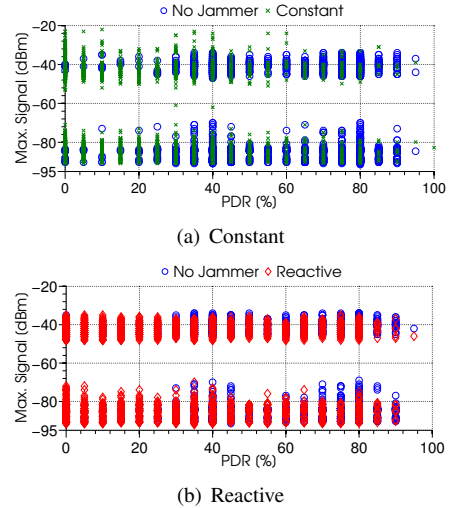 No Jammer Constant
Max. Signal (dBm)
−20
−40
−60
−80
−95
0 20 40 60 80 100
PDR [%]
(a) Constant
No Jammer Reactive
Max. Signal (dBm)
−20
−40
−60
−80
−95
0 20 40 60 80 100
PDR [%]
(b) Reactive